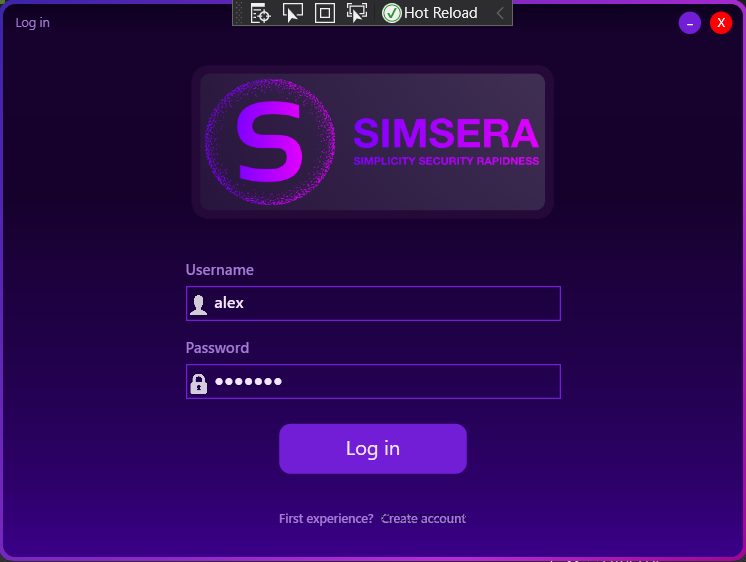 Log in
Hot Reload
X
S
SIMSERA
SIMPLICITY SECURITY RAPIDNESS
Username
alex
Password
•••••••
Log in
First experience? Create account